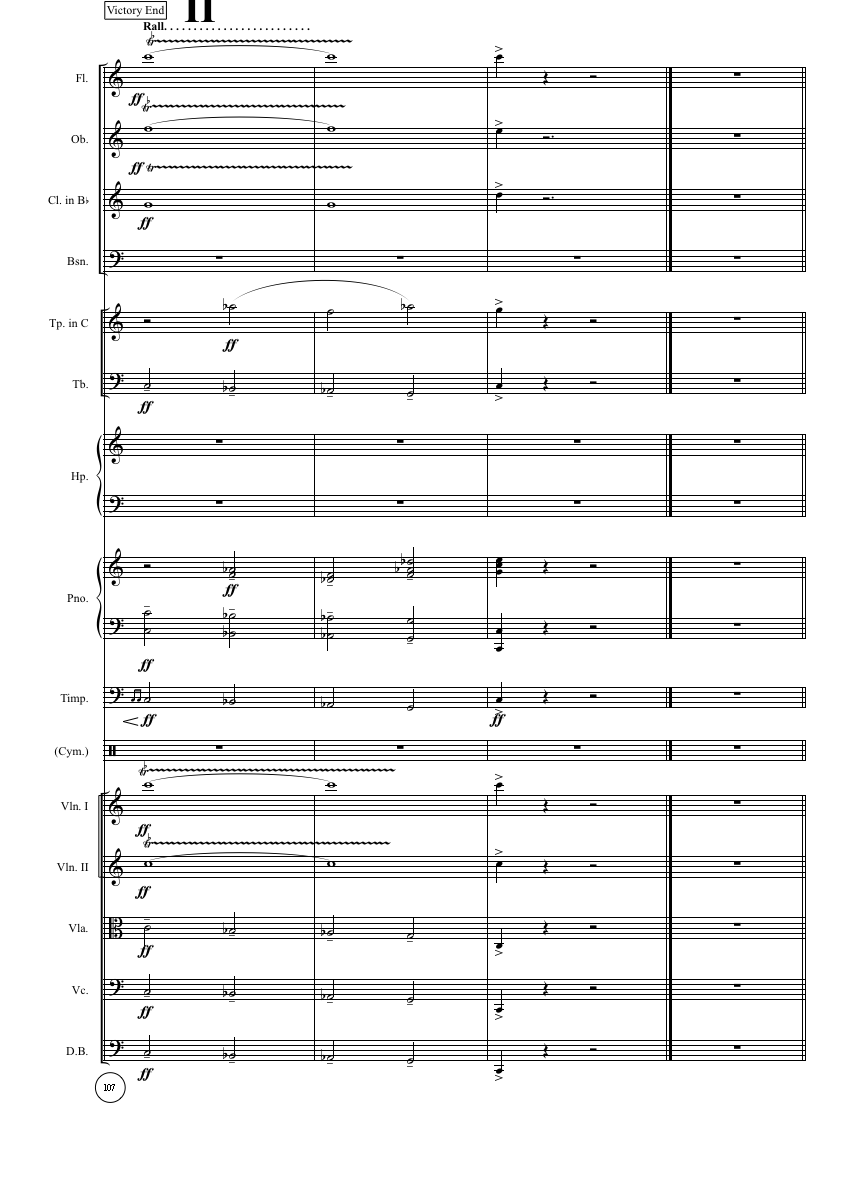 Victory End
II
Rall.
Fl.
ff
Ob.
ff
Cl. in B♭
ff
Bsn.
Tp. in C
ff
Tb.
ff
Hp.
ff
Pno.
ff
Timp.
ff ff
(Cym.)
Vln. I
ff
Vln. II
ff
Vla.
ff
Vc.
ff
D.B.
ff
107